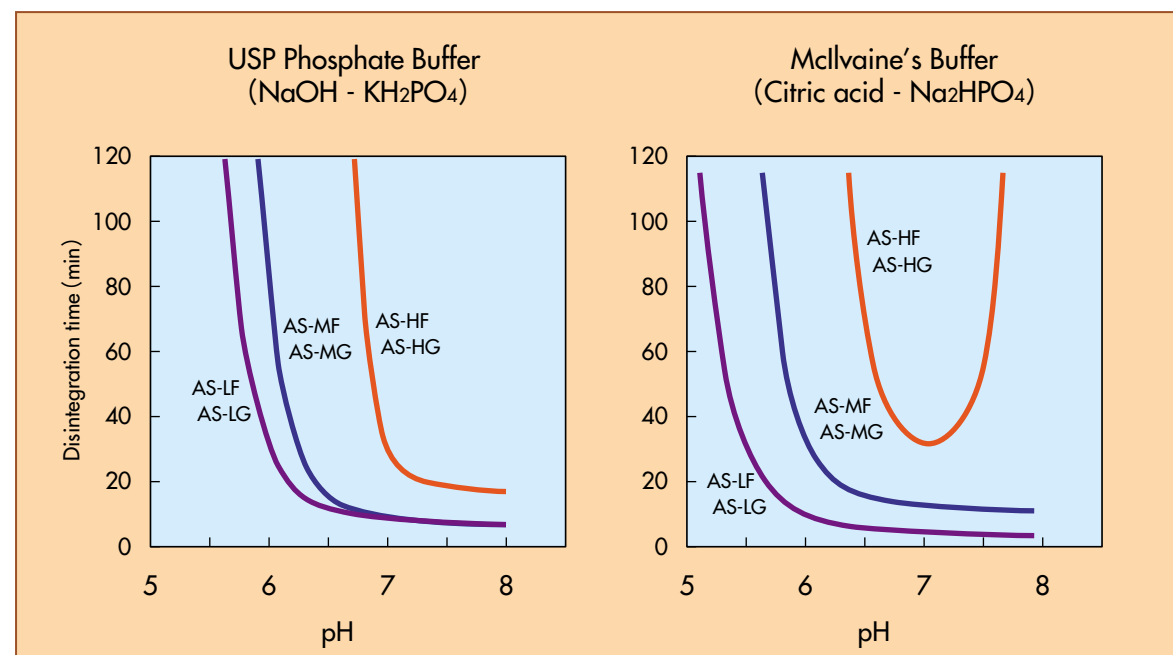 USP Phosphate Buffer
(NaOH - KH2PO4)
Disintegration time (min)
120
100
80
60
40
20
0
AS-LF
AS-LG
AS-MF
AS-MG
AS-HF
AS-HG
5
6
7
8
pH
McIlvaine's Buffer
(Citric acid - Na2HPO4)
120
100
80
60
40
20
0
AS-HF
AS-HG
AS-MF
AS-MG
AS-LF
AS-LG
5
6
7
8
pH